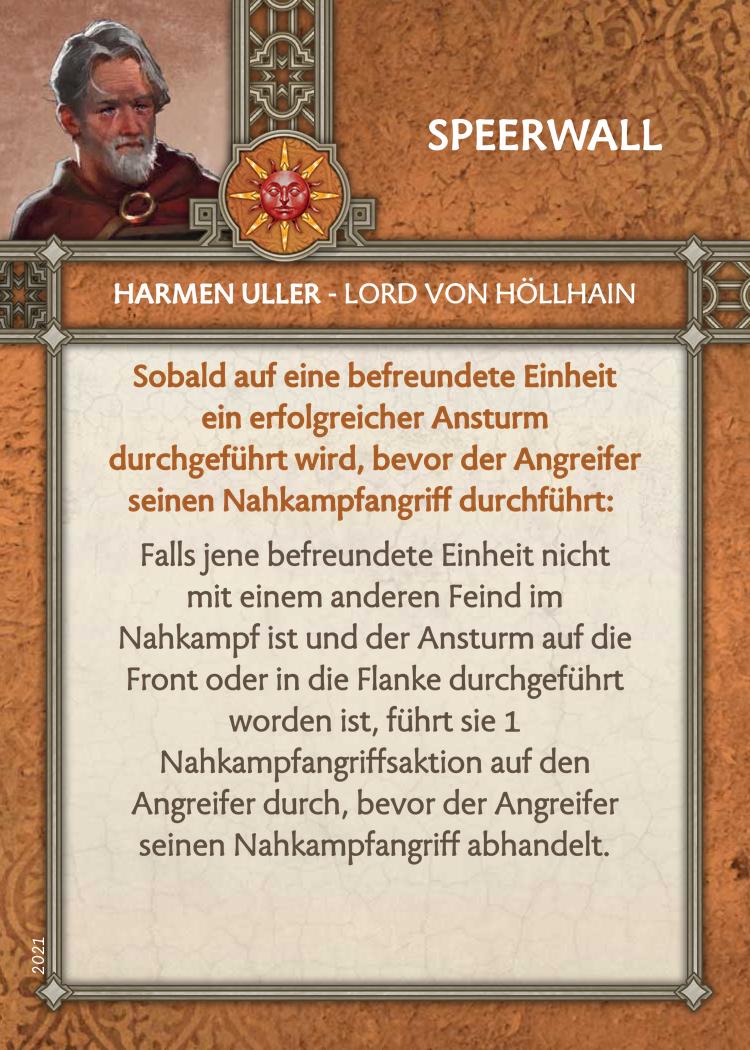 SPEERWALL
HARMEN ULLER - LORD VON HÖLLHAIN
Sobald auf eine befreundete Einheit
ein erfolgreicher Ansturm
durchgeführt wird, bevor der Angreifer
seinen Nahkampfangriff durchführt:
Falls jene befreundete Einheit nicht
mit einem anderen Feind im
Nahkampf ist und der Ansturm auf die
Front oder in die Flanke durchgeführt
worden ist, führt sie 1
Nahkampfangriffsaktion auf den
Angreifer durch, bevor der Angreifer
seinen Nahkampfangriff abhandelt.
2021